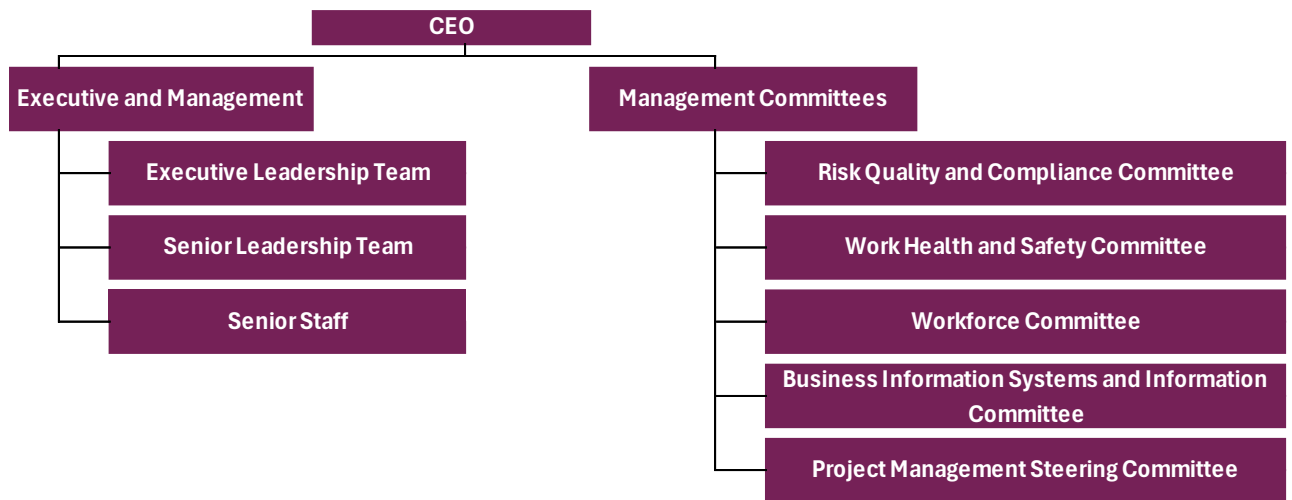 CEO
Executive and Management
Executive Leadership Team
Senior Leadership Team
Senior Staff
Management Committees
Risk Quality and Compliance Committee
Work Health and Safety Committee
Workforce Committee
Business Information Systems and Information
Committee
Project Management Steering Committee